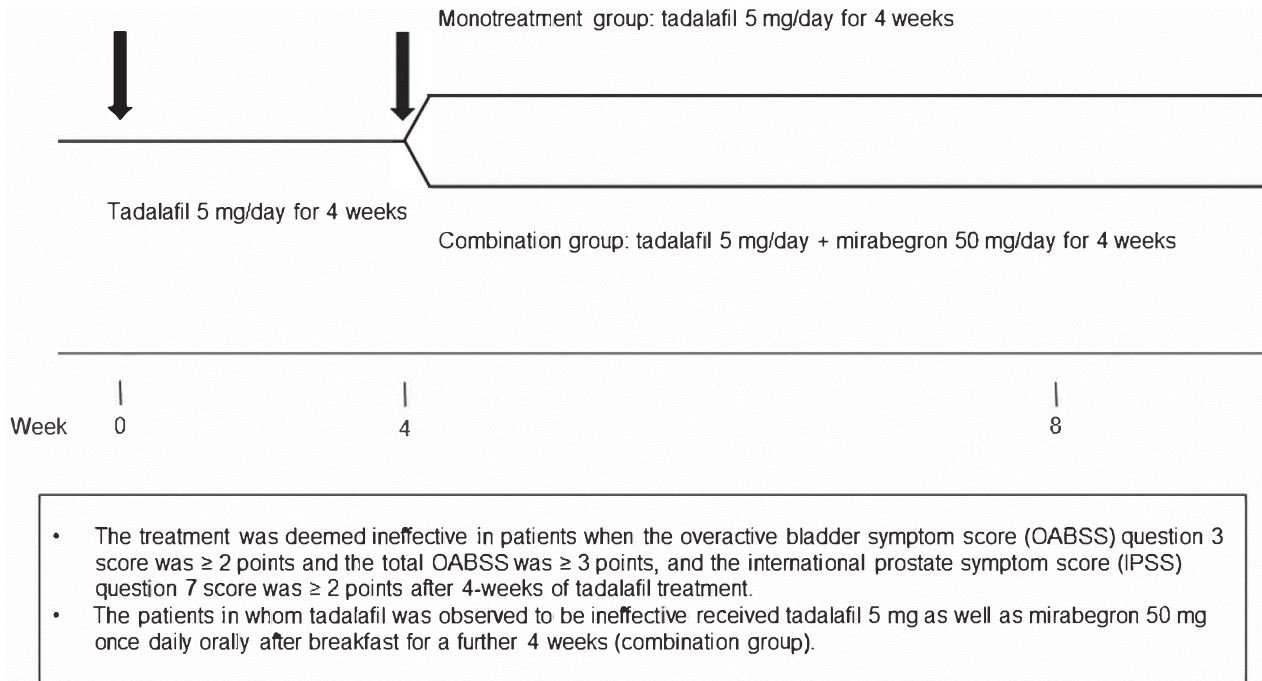 Monotreatment group: tadalafil 5 mg/day for 4 weeks
Tadalafil 5 mg/day for 4 weeks
Combination group: tadalafil 5 mg/day + mirabegron 50 mg/day for 4 weeks
Week 0 4 8
• The treatment was deemed ineffective in patients when the overactive bladder symptom score (OABSS) question 3
score was ≥ 2 points and the total OABSS was ≥ 3 points, and the international prostate symptom score (IPSS)
question 7 score was ≥ 2 points after 4-weeks of tadalafil treatment.
• The patients in whom tadalafil was observed to be ineffective received tadalafil 5 mg as well as mirabegron 50 mg
once daily orally after breakfast for a further 4 weeks (combination group).